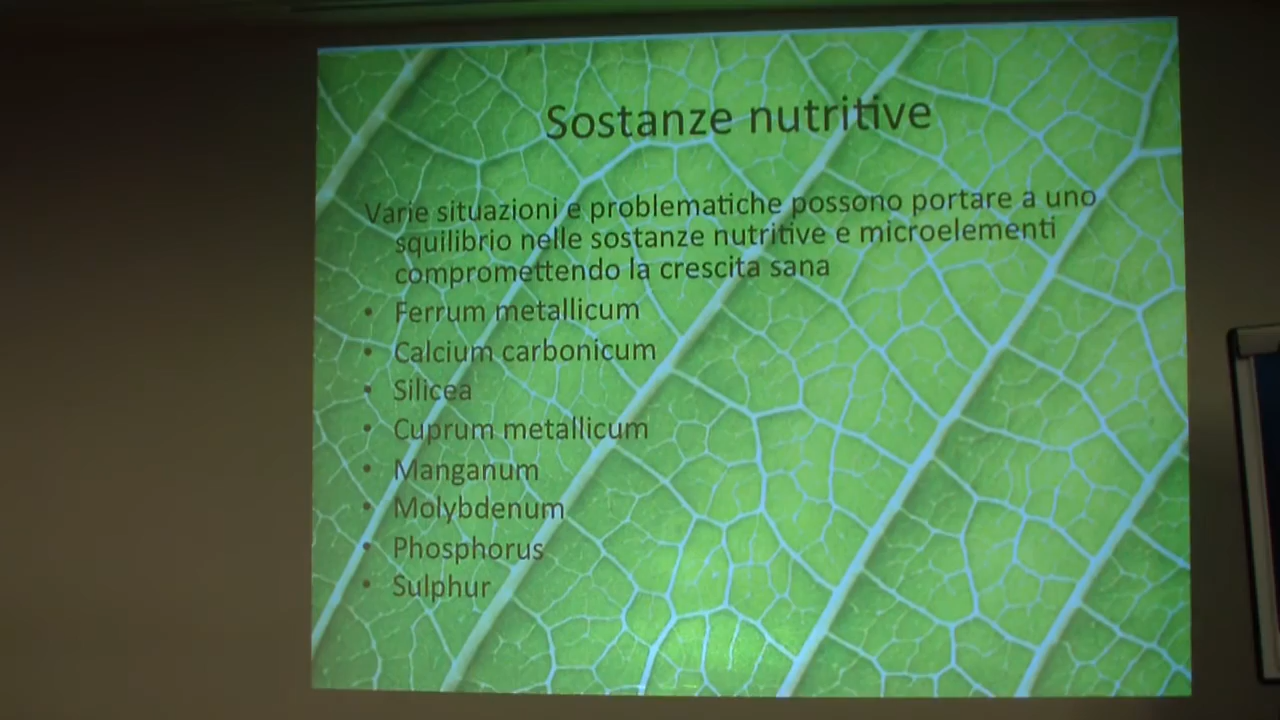 Sostanze nutritive
Varie situazioni e problematiche possono portare a uno
squilibrio nelle sostanze nutritive e microelementi
compromettendo la crescita sana
• Ferrum metallicum
• Calcium carbonicum
• Silicea
• Cuprum metallicum
• Manganum
• Molybdenum
• Phosphorus
• Sulphur